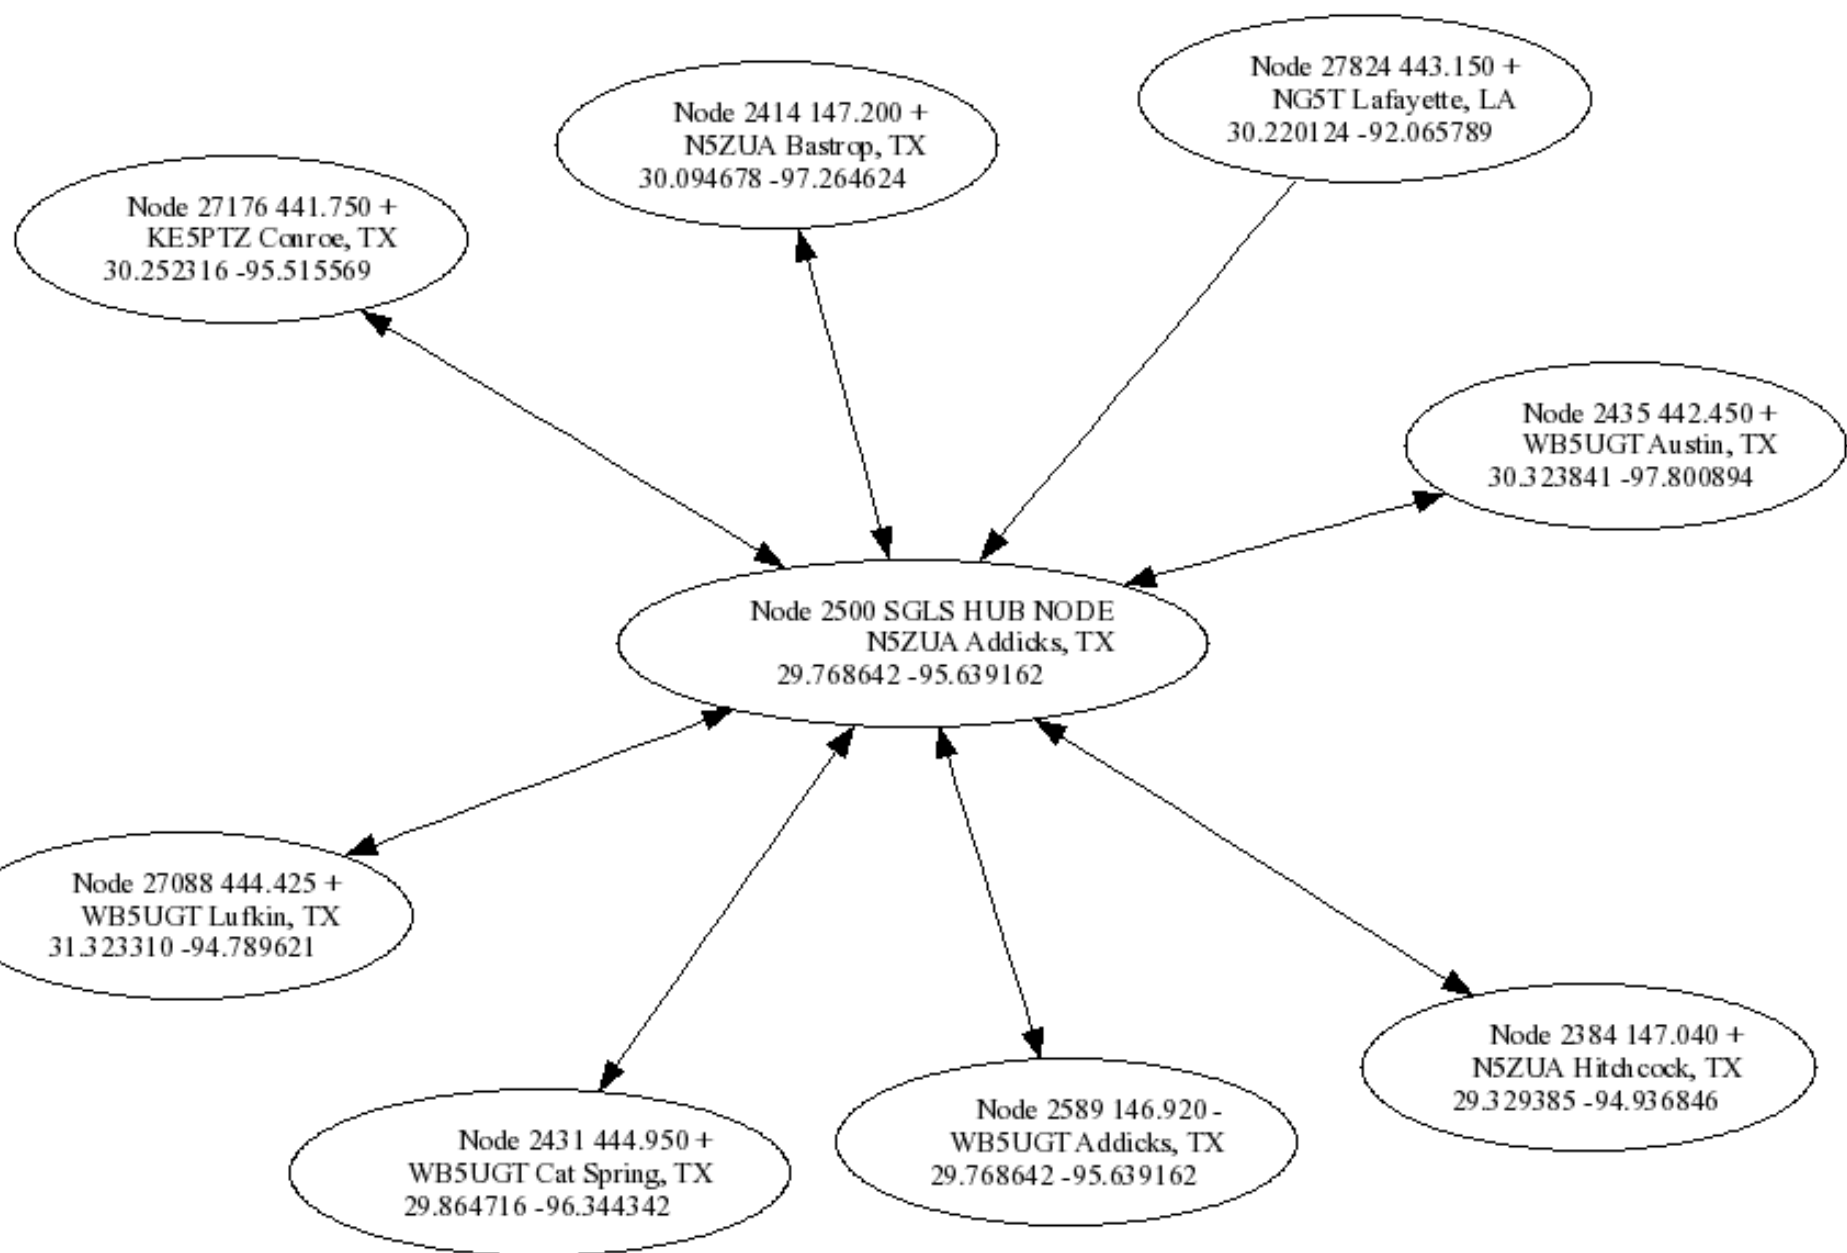 Node 27824 443.150 +
NG5T Lafayette, LA
30.220124 -92.065789
Node 2414 147.200 +
N5ZUA Bastrop, TX
30.094678 -97.264624
Node 27176 441.750 +
KE5PTZ Conroe, TX
30.252316 -95.515569
Node 2435 442.450 +
WB5UGT Austin, TX
30.323841 -97.800894
Node 2500 SGLS HUB NODE
N5ZUA Addicks, TX
29.768642 -95.639162
Node 27088 444.425 +
WB5UGT Lufkin, TX
31.323310 -94.789621
Node 2384 147.040 +
N5ZUA Hitchcock, TX
29.329385 -94.936846
Node 2589 146.920 -
WB5UGT Addicks, TX
29.768642 -95.639162
Node 2431 444.950 +
WB5UGT Cat Spring, TX
29.864716 -96.344342